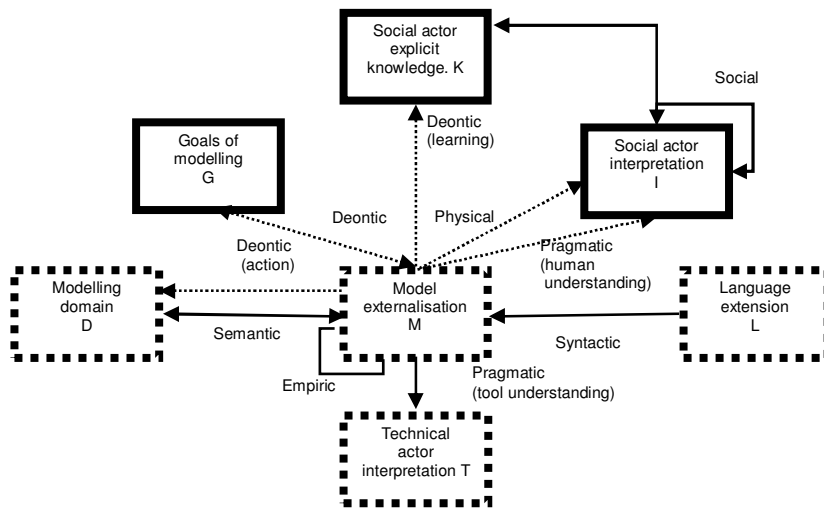 Social actor
explicit
knowledge. K
Social
Deontic
(learning)
Goals of
modelling
G
Social actor
interpretation
I
Deontic
Physical
Deontic
(action)
Pragmatic
(human
understanding)
Modelling
domain
D
Model
externalisation
M
Language
extension
L
Semantic
Syntactic
Empiric
Pragmatic
(tool understanding)
Technical
actor
interpretation T